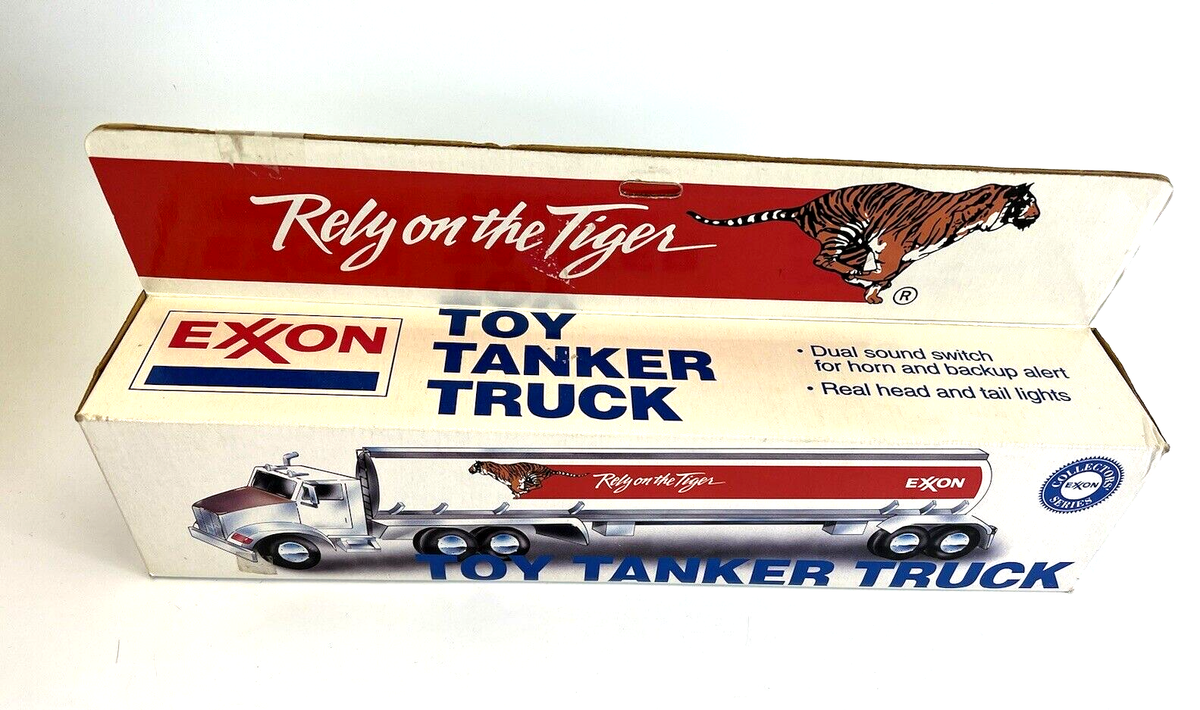 Rely on the Tiger
®
EXXON
TOY
TANKER
TRUCK
• Dual sound switch
for horn and backup alert
• Real head and tail lights
Rely on the Tiger
EXXON
COLLECTORS
EXXON
SERIES
TOY TANKER TRUCK